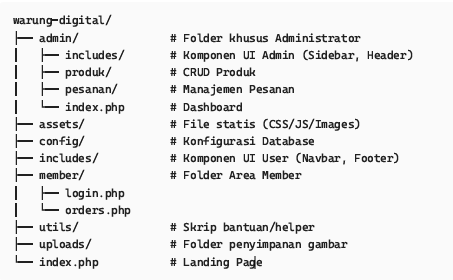 warung-digital/
├── admin/ # Folder khusus Administrator
│   ├── includes/ # Komponen UI Admin (Sidebar, Header)
│   ├── produk/ # CRUD Produk
│   ├── pesanan/ # Manajemen Pesanan
│   └── index.php # Dashboard
├── assets/ # File statis (CSS/JS/Images)
├── config/ # Konfigurasi Database
├── includes/ # Komponen UI User (Navbar, Footer)
├── member/ # Folder Area Member
│   ├── login.php
│   └── orders.php
├── utils/ # Skrip bantuan/helper
├── uploads/ # Folder penyimpanan gambar
└── index.php # Landing Page